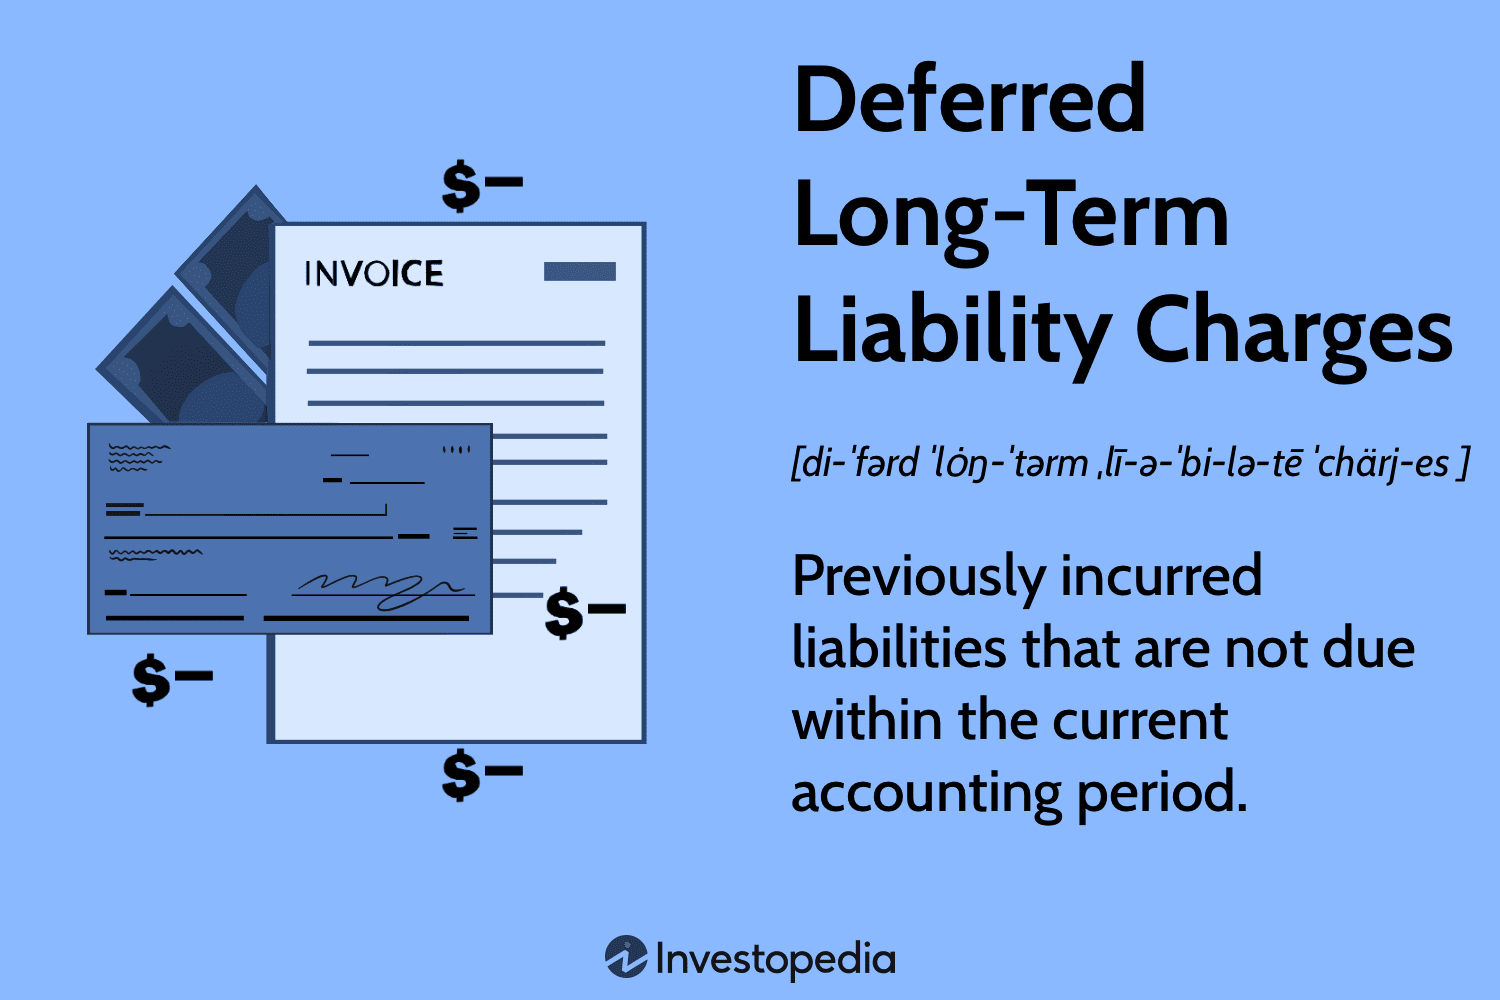 Deferred
Long-Term
Liability Charges
[di-ˈfərd ˈlȯŋ-ˈtərm ˌlī-ə-ˈbi-lə-tē ˈchärj-es ]
Previously incurred
liabilities that are not due
within the current
accounting period.
$–
INVOICE
$–
$–
$–
Investopedia